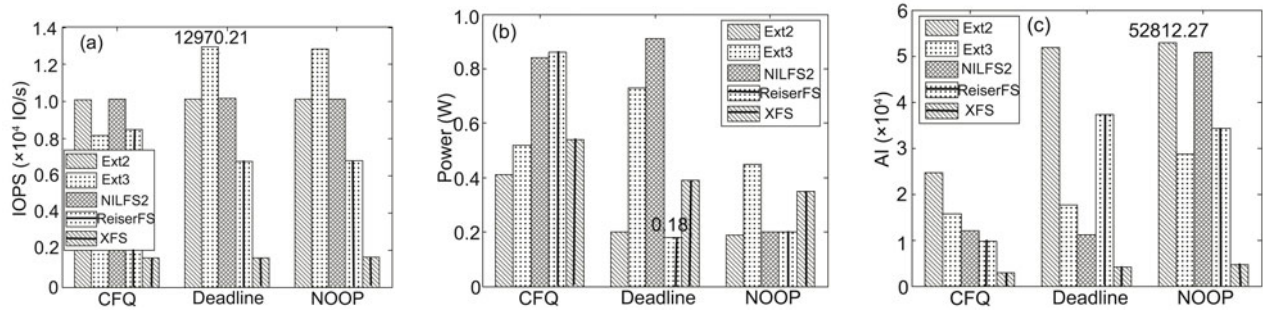 (a)
12970.21
IOPS (×10⁴ IO/s)
1.4
1.2
1.0
0.8
0.6
0.4
0.2
0
Ext2
Ext3
NILFS2
ReiserFS
XFS
CFQ
Deadline
NOOP
(b)
Power (W)
1.0
0.8
0.6
0.4
0.2
0.0
0.18
Ext2
Ext3
NILFS2
ReiserFS
XFS
CFQ
Deadline
NOOP
(c)
52812.27
AI (×10⁴)
6
5
4
3
2
1
0
Ext2
Ext3
NILFS2
ReiserFS
XFS
CFQ
Deadline
NOOP